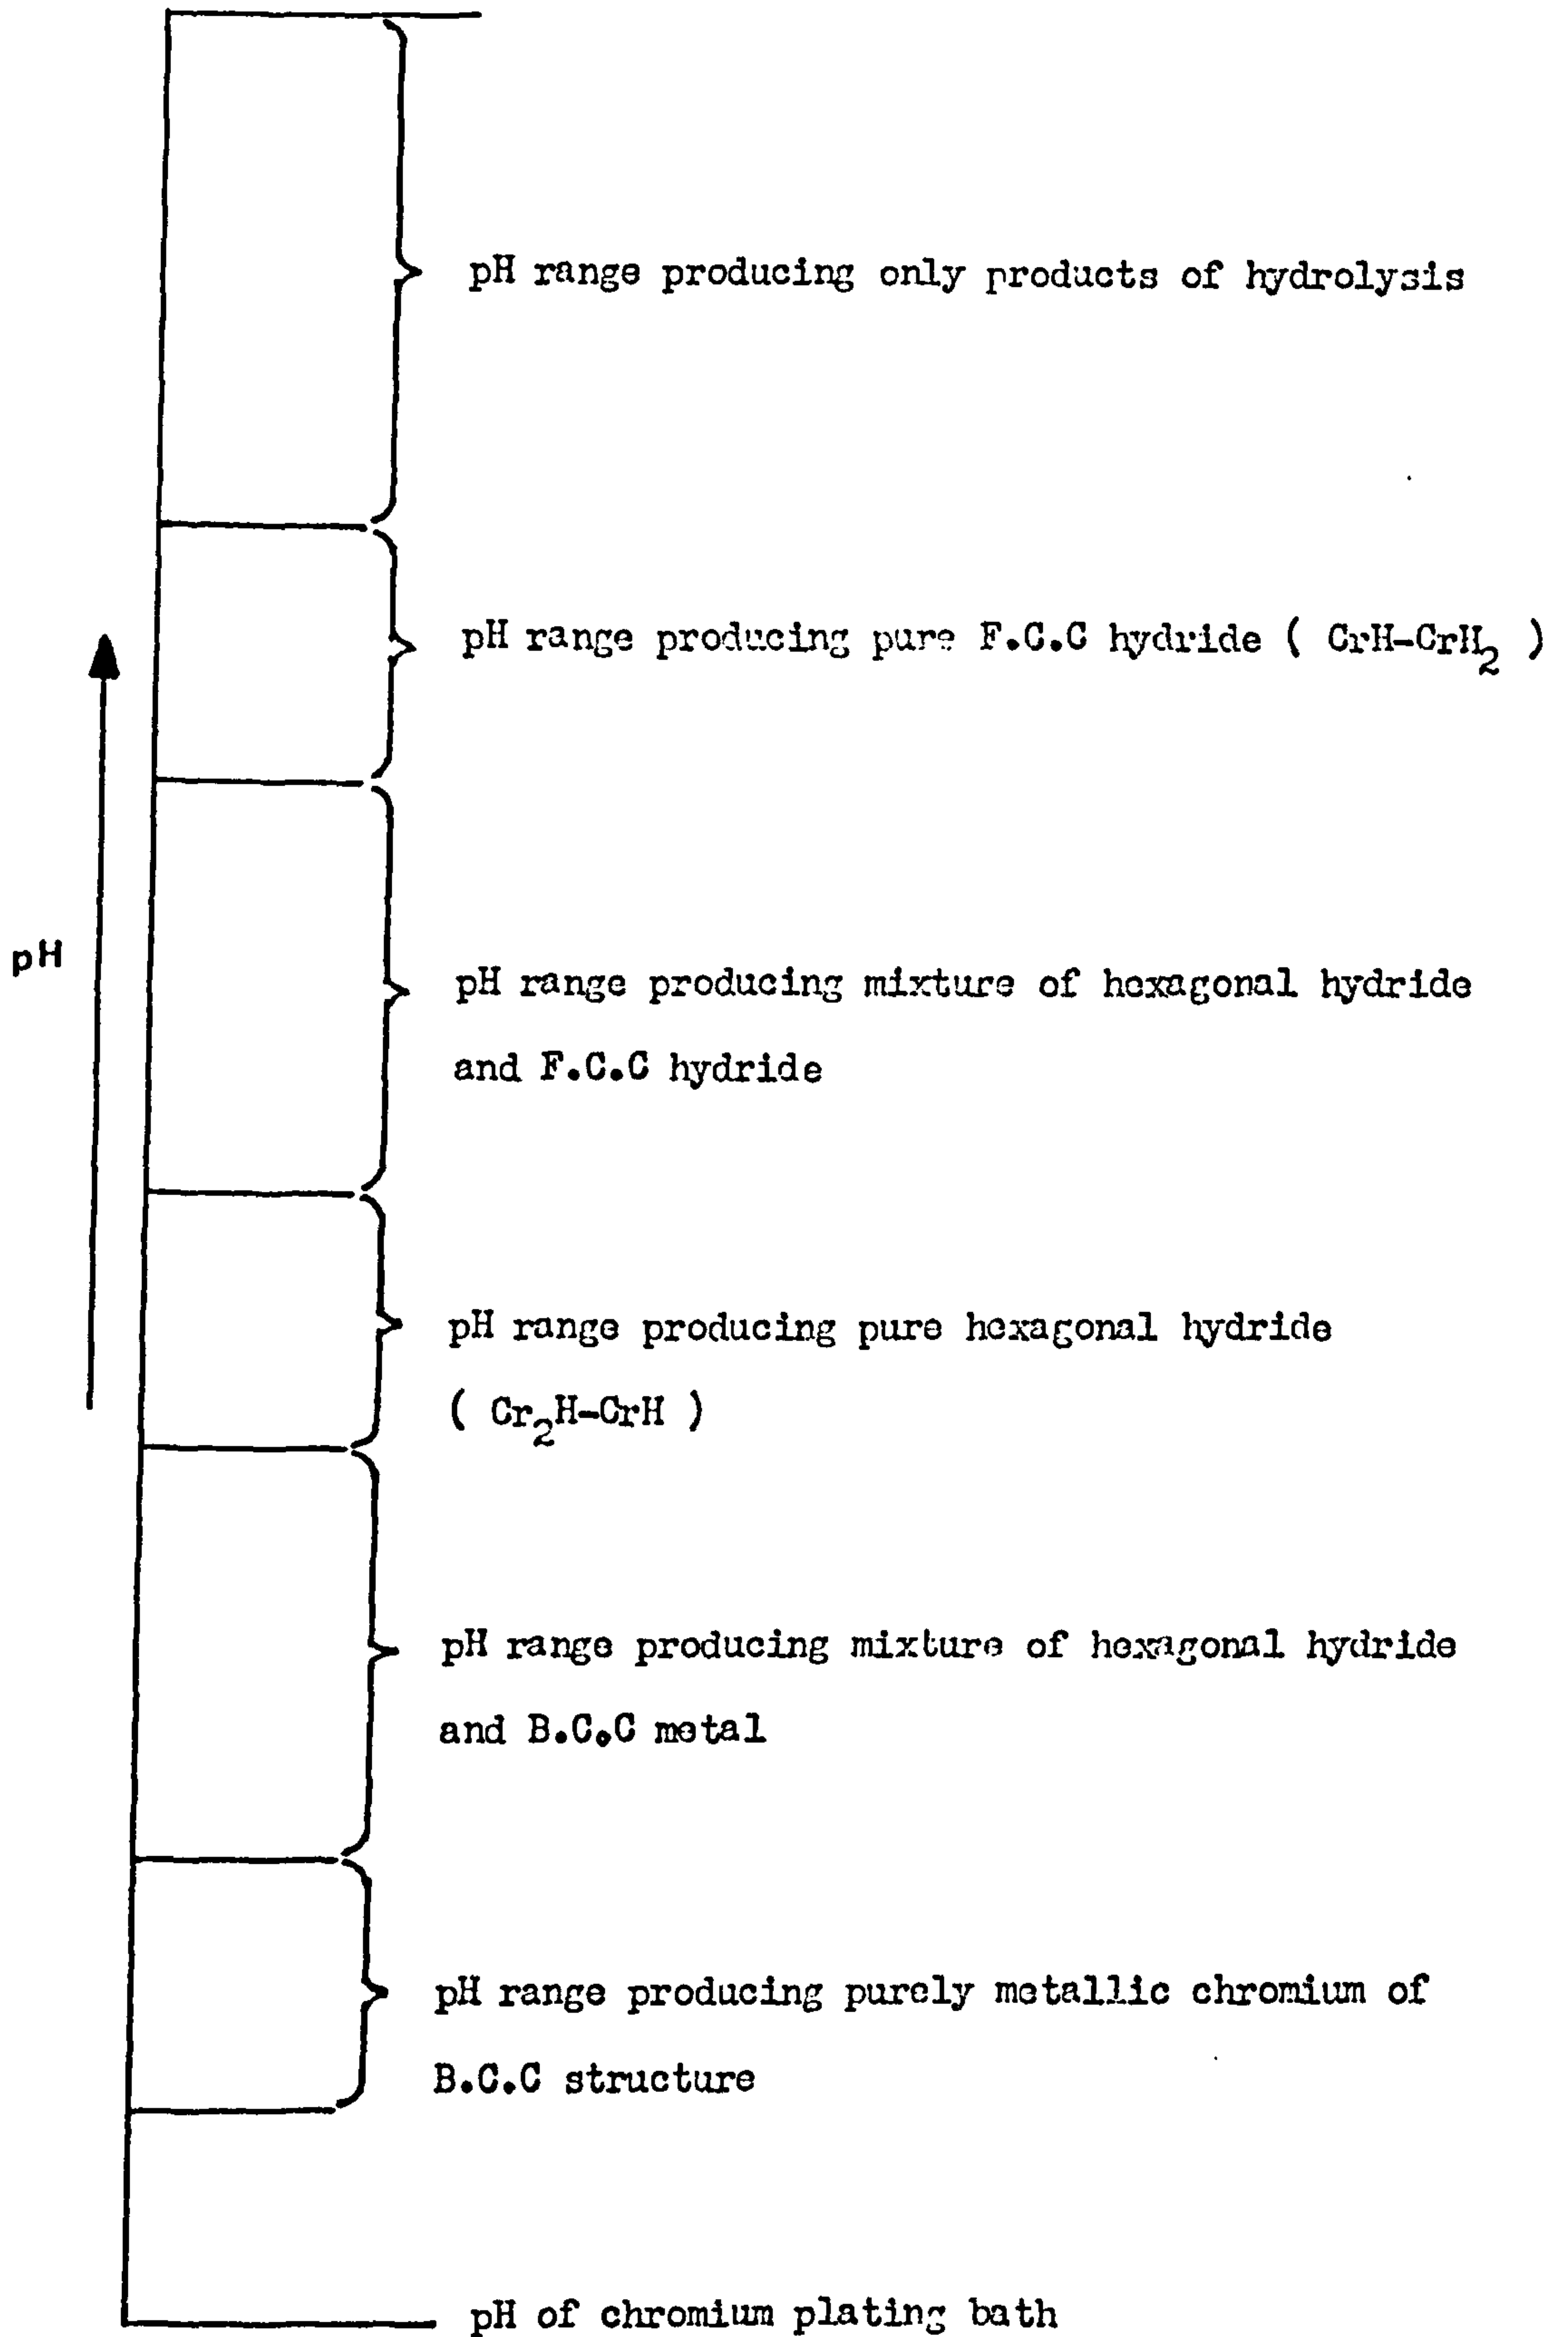 pH range producing only products of hydrolysis
pH range producing pure F.C.C hydride ( CrH-CrH₂ )
pH
pH range producing mixture of hexagonal hydride
and F.C.C hydride
pH range producing pure hexagonal hydride
( Cr₂H-CrH )
pH range producing mixture of hexagonal hydride
and B.C.C metal
pH range producing purely metallic chromium of
B.C.C structure
pH of chromium plating bath